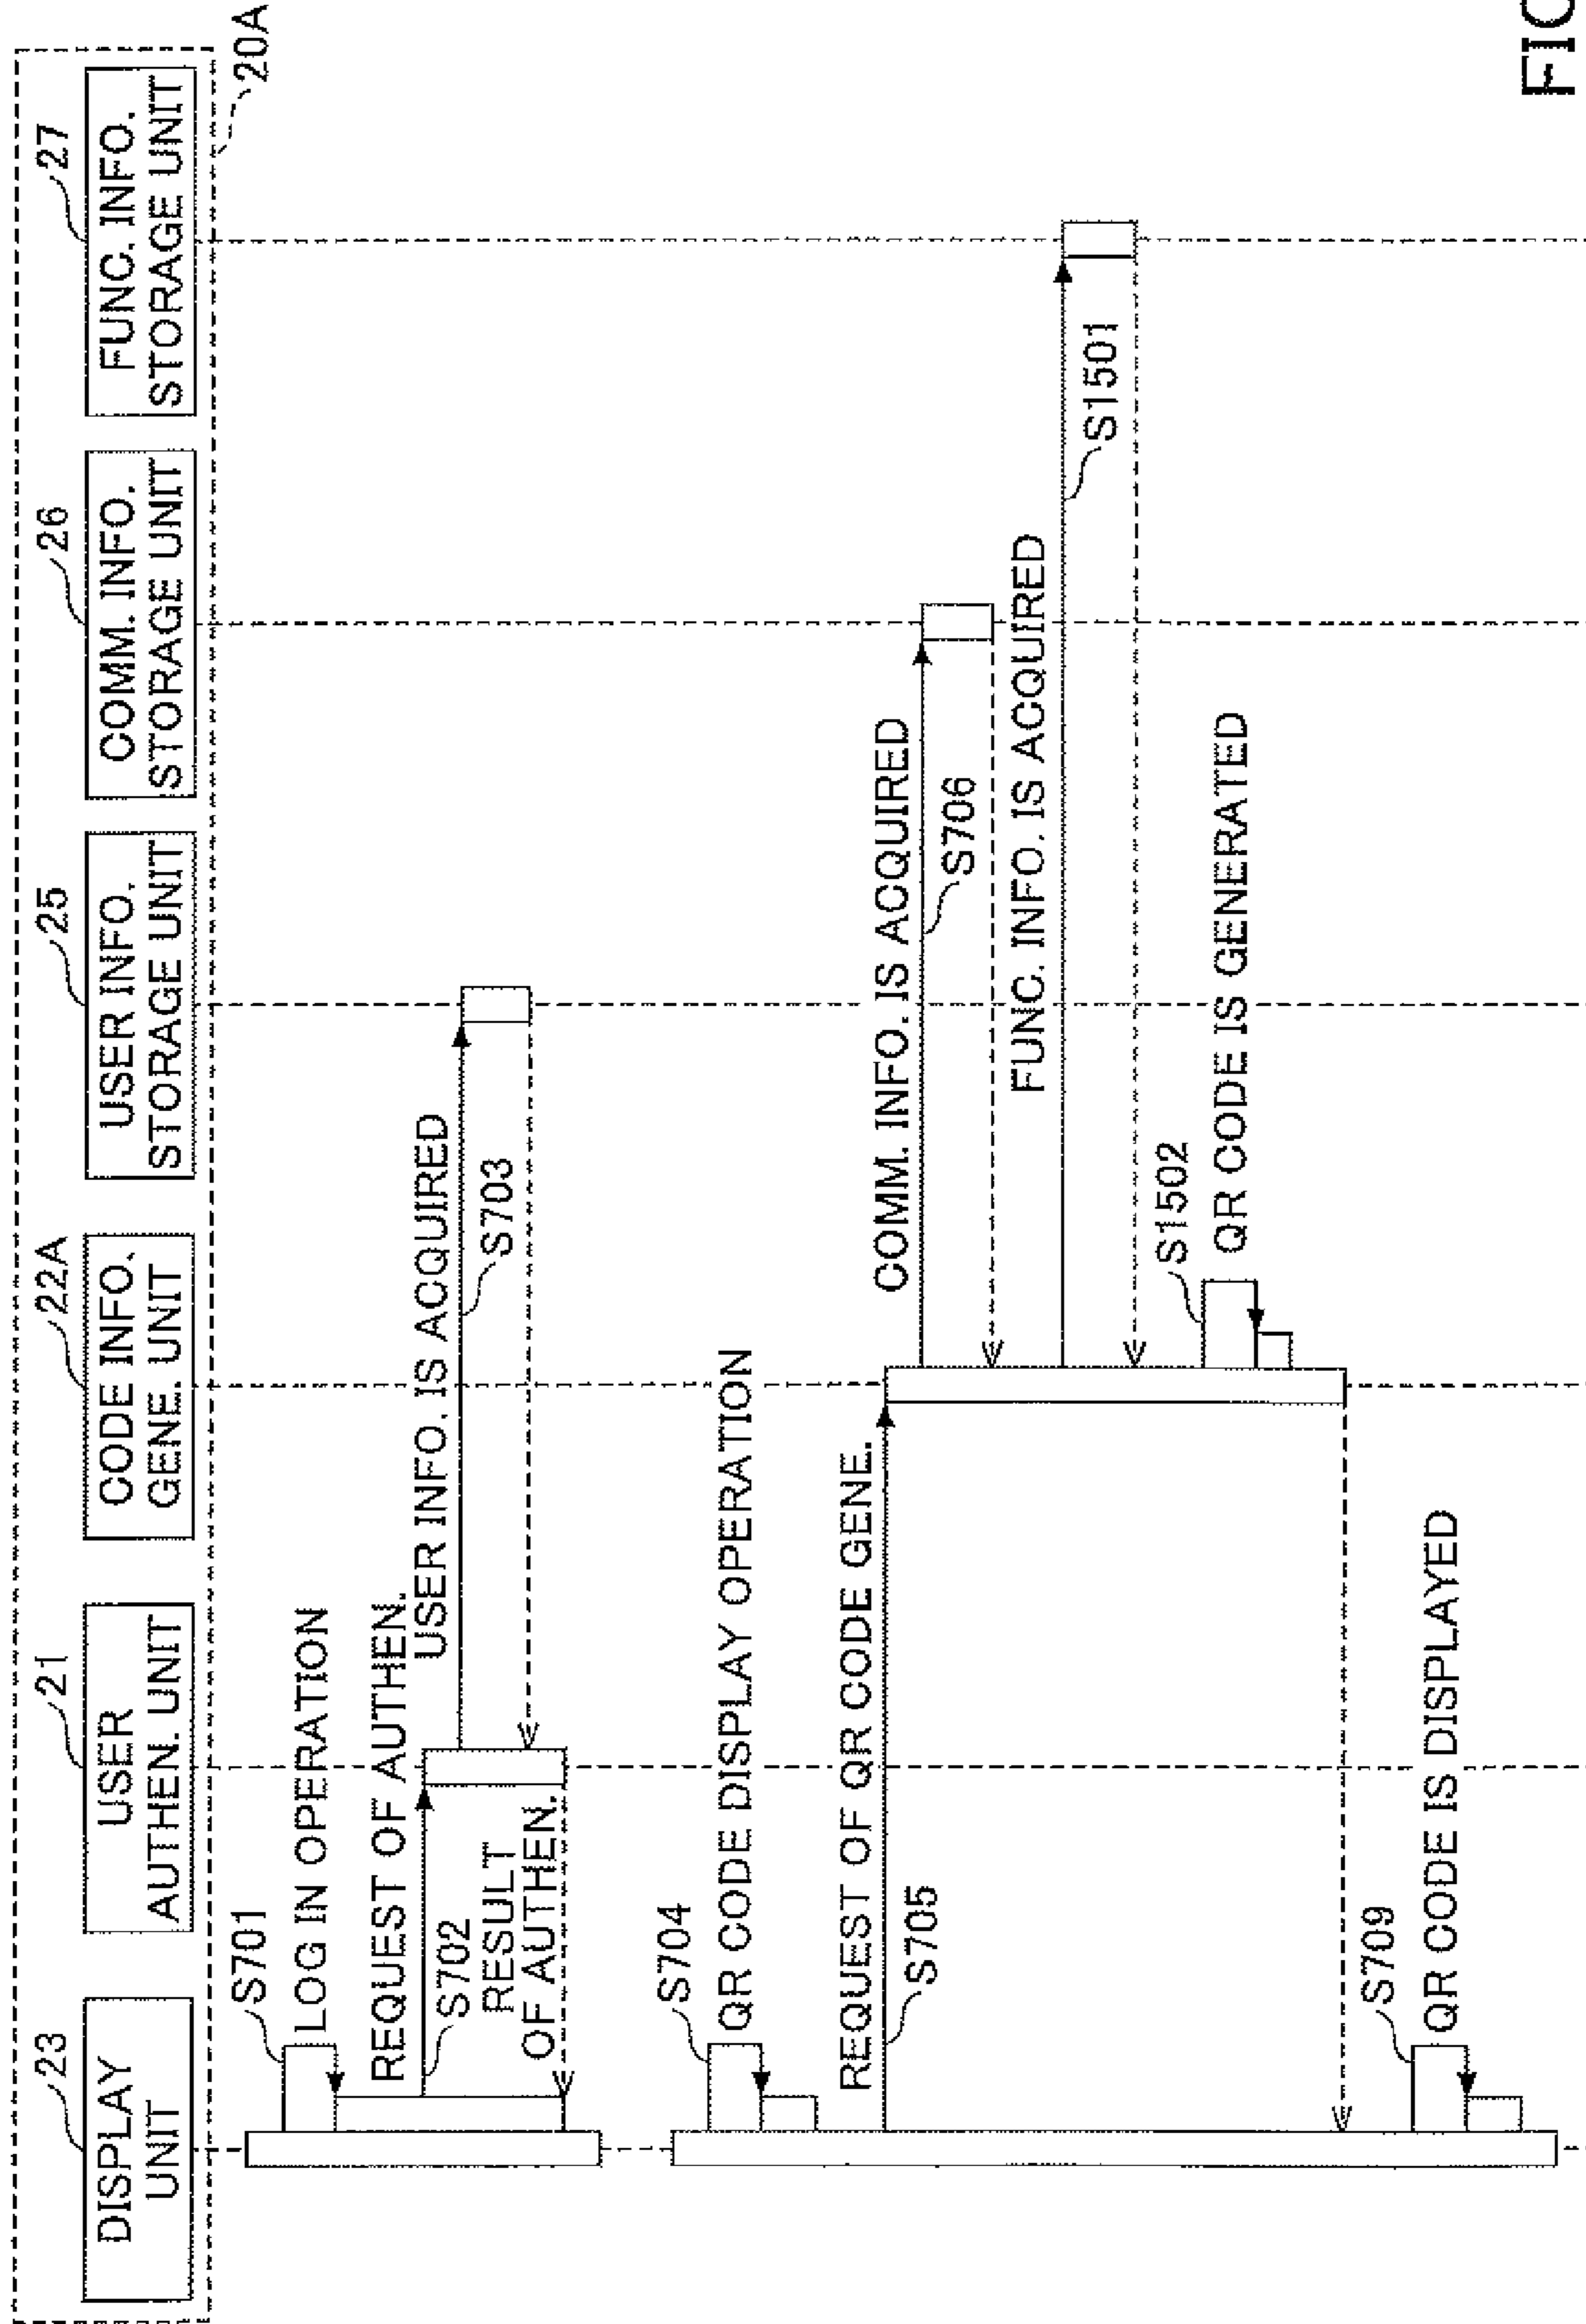 23
DISPLAY
UNIT
21
USER
AUTHEN. UNIT
22A
CODE INFO.
GENE. UNIT
25
USER INFO.
STORAGE UNIT
26
COMM. INFO.
STORAGE UNIT
27
FUNC. INFO.
STORAGE UNIT
20A
S701
LOG IN OPERATION
REQUEST OF AUTHEN.
S702
USER INFO. IS ACQUIRED
S703
RESULT
OF AUTHEN.
S704
QR CODE DISPLAY OPERATION
REQUEST OF QR CODE GENE.
S705
COMM. INFO. IS ACQUIRED
S706
FUNC. INFO. IS ACQUIRED
S1501
S1502
QR CODE IS GENERATED
S709
QR CODE IS DISPLAYED